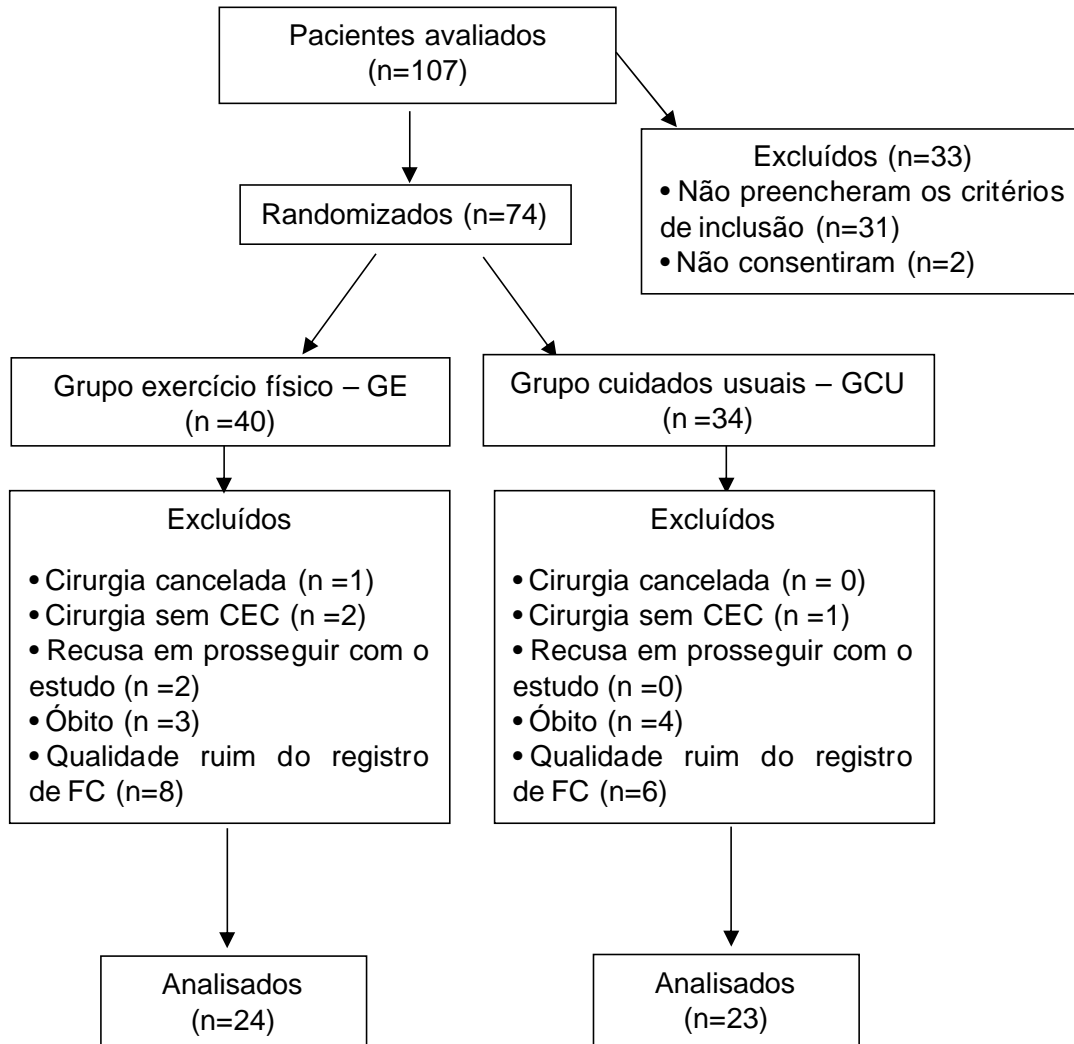 Pacientes avaliados
(n=107)
Excluídos (n=33)
• Não preencheram os critérios
de inclusão (n=31)
• Não consentiram (n=2)
Randomizados (n=74)
Grupo exercício físico – GE
(n =40)
Grupo cuidados usuais – GCU
(n =34)
Excluídos
• Cirurgia cancelada (n =1)
• Cirurgia sem CEC (n =2)
• Recusa em prosseguir com o
estudo (n =2)
• Óbito (n =3)
• Qualidade ruim do registro
de FC (n=8)
Excluídos
• Cirurgia cancelada (n = 0)
• Cirurgia sem CEC (n =1)
• Recusa em prosseguir com o
estudo (n =0)
• Óbito (n =4)
• Qualidade ruim do registro
de FC (n=6)
Analisados
(n=24)
Analisados
(n=23)